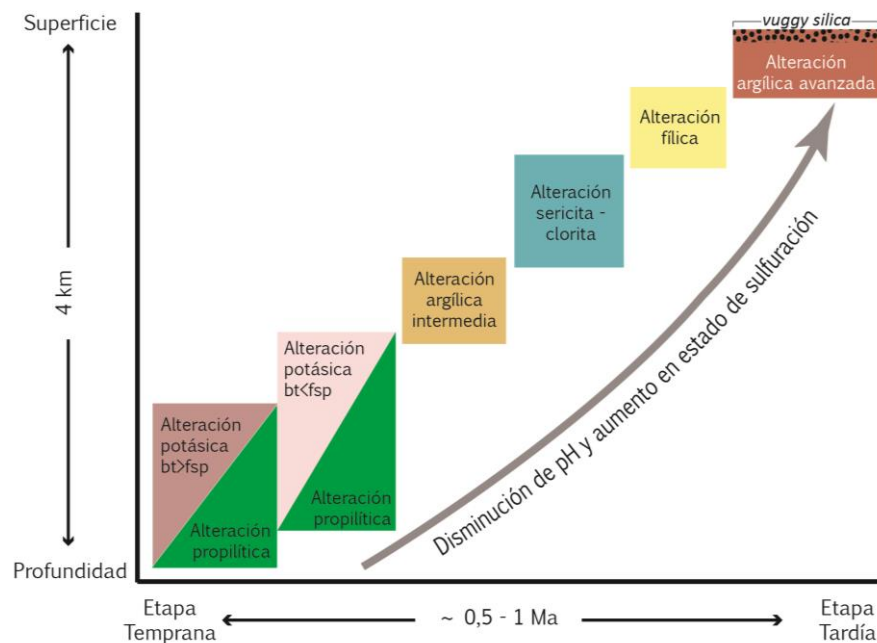 Superficie
vuggy silica
Alteración
argílica avanzada
Alteración
fílica
Alteración
sericita -
clorita
4 km
Alteración
argílica
intermedia
Alteración
potásica
bt<fsp
Alteración
potásica
bt>fsp
Alteración
propilítica
Alteración
propilítica
Disminución de pH y aumento en estado de sulfuración
Profundidad
Etapa
Temprana
~ 0,5 - 1 Ma
Etapa
Tardía